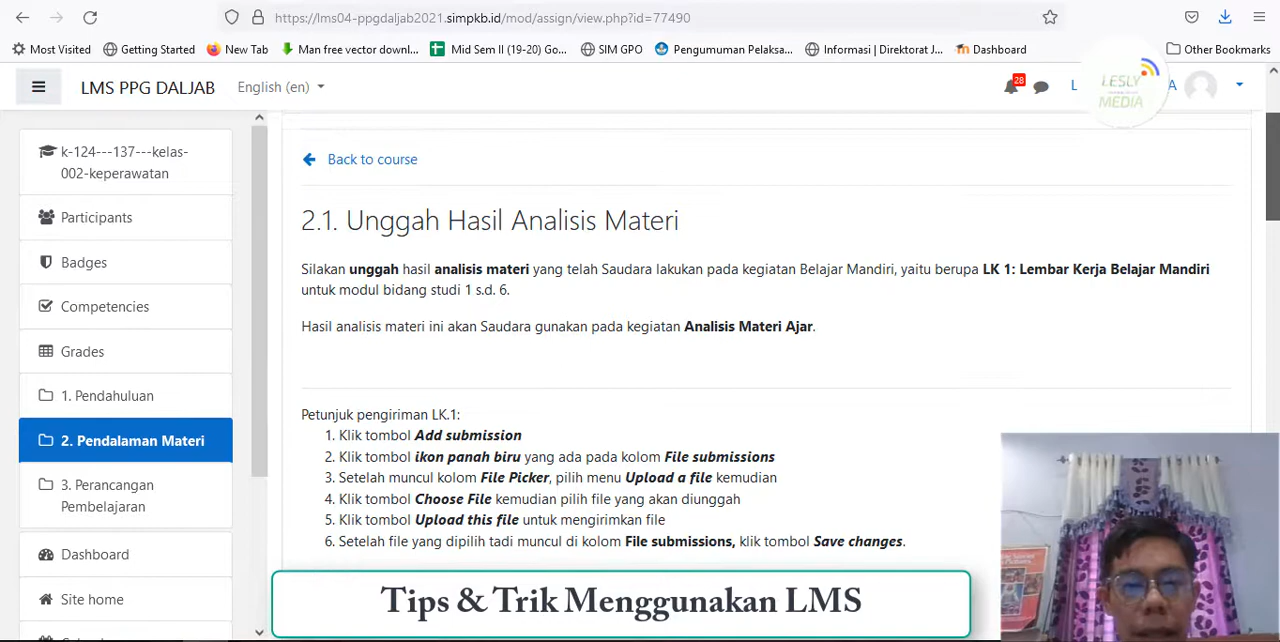 https://lms04-ppgdaljab2021.simpkb.id/mod/assign/view.php?id=77490
Most Visited Getting Started New Tab Man free vector downl... Mid Sem II (19-20) Go... SIM GPO Pengumuman Pelaksa... Informasi | Direktorat J... Dashboard Other Bookmarks
LMS PPG DALJAB English (en) 28 L A
LESLY
MEDIA
k-124---137---kelas-
002-keperawatan
Participants
Badges
Competencies
Grades
1. Pendahuluan
2. Pendalaman Materi
3. Perancangan
Pembelajaran
Dashboard
Site home
Back to course
2.1. Unggah Hasil Analisis Materi
Silakan unggah hasil analisis materi yang telah Saudara lakukan pada kegiatan Belajar Mandiri, yaitu berupa LK 1: Lembar Kerja Belajar Mandiri
untuk modul bidang studi 1 s.d. 6.
Hasil analisis materi ini akan Saudara gunakan pada kegiatan Analisis Materi Ajar.
Petunjuk pengiriman LK.1:
1. Klik tombol Add submission
2. Klik tombol ikon panah biru yang ada pada kolom File submissions
3. Setelah muncul kolom File Picker, pilih menu Upload a file kemudian
4. Klik tombol Choose File kemudian pilih file yang akan diunggah
5. Klik tombol Upload this file untuk mengirimkan file
6. Setelah file yang dipilih tadi muncul di kolom File submissions, klik tombol Save changes.
Tips & Trik Menggunakan LMS